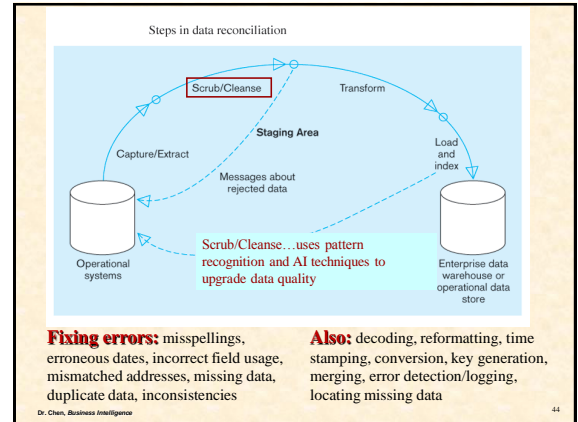 Steps in data reconciliation
Scrub/Cleanse
Transform
Staging Area
Capture/Extract
Load
and
index
Messages about
rejected data
Scrub/Cleanse…uses pattern
recognition and AI techniques to
upgrade data quality
Operational
systems
Enterprise data
warehouse or
operational data
store
Fixing errors: misspellings,
erroneous dates, incorrect field usage,
mismatched addresses, missing data,
duplicate data, inconsistencies
Also: decoding, reformatting, time
stamping, conversion, key generation,
merging, error detection/logging,
locating missing data
Dr. Chen, Business Intelligence
44